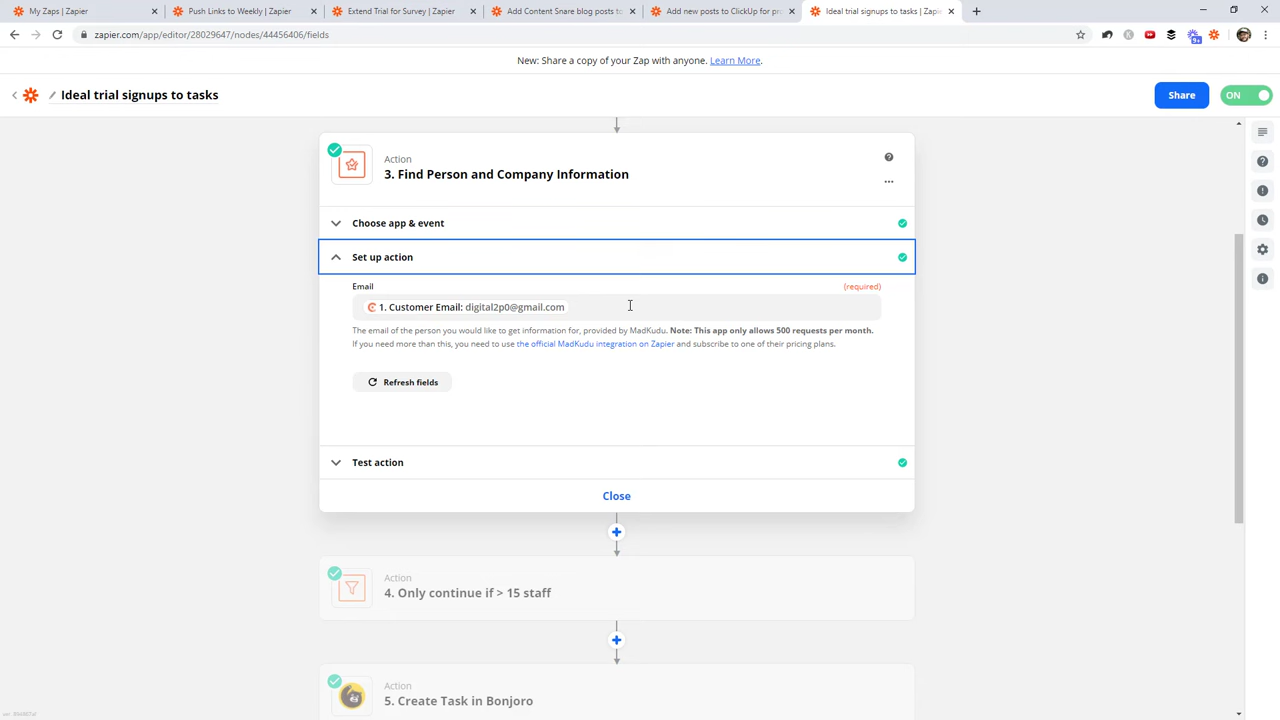 My Zaps | Zapier
Push Links to Weekly | Zapier
Extend Trial for Survey | Zapier
Add Content Snare blog posts to
Add new posts to ClickUp for pr
Ideal trial signups to tasks | Zapi
zapier.com/app/editor/28029647/nodes/44456406/fields
9+
New: Share a copy of your Zap with anyone. Learn More.
Ideal trial signups to tasks
Share
ON
Action
3. Find Person and Company Information
Choose app & event
Set up action
Email
(required)
1. Customer Email: digital2p0@gmail.com
The email of the person you would like to get information for, provided by MadKudu. Note: This app only allows 500 requests per month.
If you need more than this, you need to use the official MadKudu integration on Zapier and subscribe to one of their pricing plans.
Refresh fields
Test action
Close
Action
4. Only continue if > 15 staff
Action
5. Create Task in Bonjoro